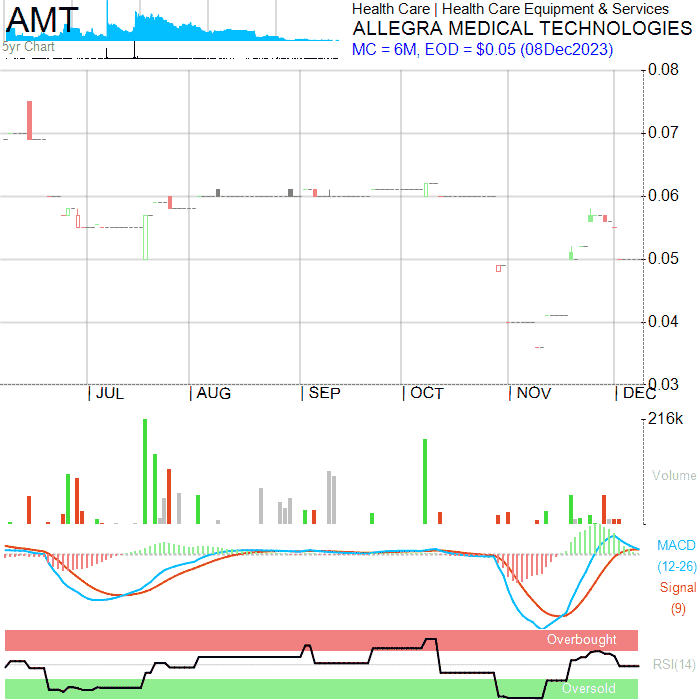 AMT
5yr Chart
Health Care | Health Care Equipment & Services
ALLEGRA MEDICAL TECHNOLOGIES
MC = 6M, EOD = $0.05 (08Dec2023)
0.08
0.07
0.06
0.05
0.04
0.03
| JUL | AUG | SEP | OCT | NOV | DEC
216k
Volume
MACD
(12-26)
Signal
(9)
Overbought
RSI(14)
Oversold